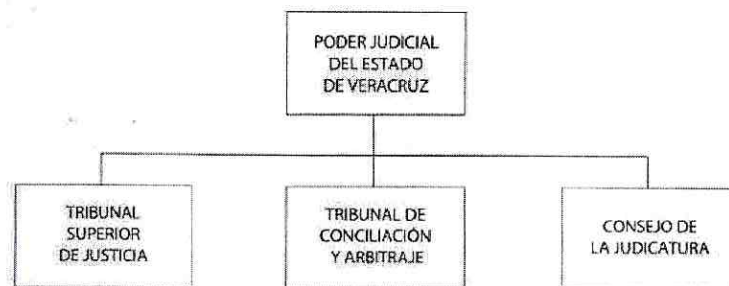 PODER JUDICIAL
DEL ESTADO
DE VERACRUZ
TRIBUNAL
SUPERIOR
DE JUSTICIA
TRIBUNAL DE
CONCILIACIÓN
Y ARBITRAJE
CONSEJO DE
LA JUDICATURA